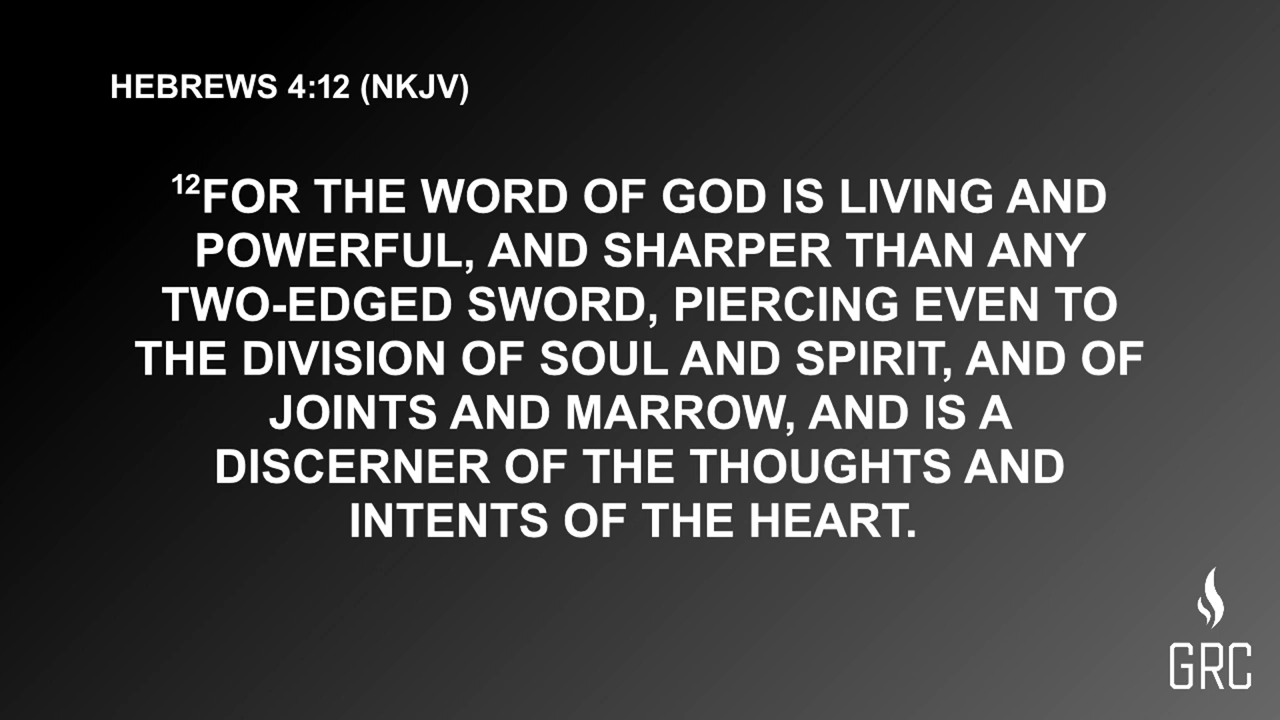 HEBREWS 4:12 (NKJV)
12FOR THE WORD OF GOD IS LIVING AND
POWERFUL, AND SHARPER THAN ANY
TWO-EDGED SWORD, PIERCING EVEN TO
THE DIVISION OF SOUL AND SPIRIT, AND OF
JOINTS AND MARROW, AND IS A
DISCERNER OF THE THOUGHTS AND
INTENTS OF THE HEART.
GRC